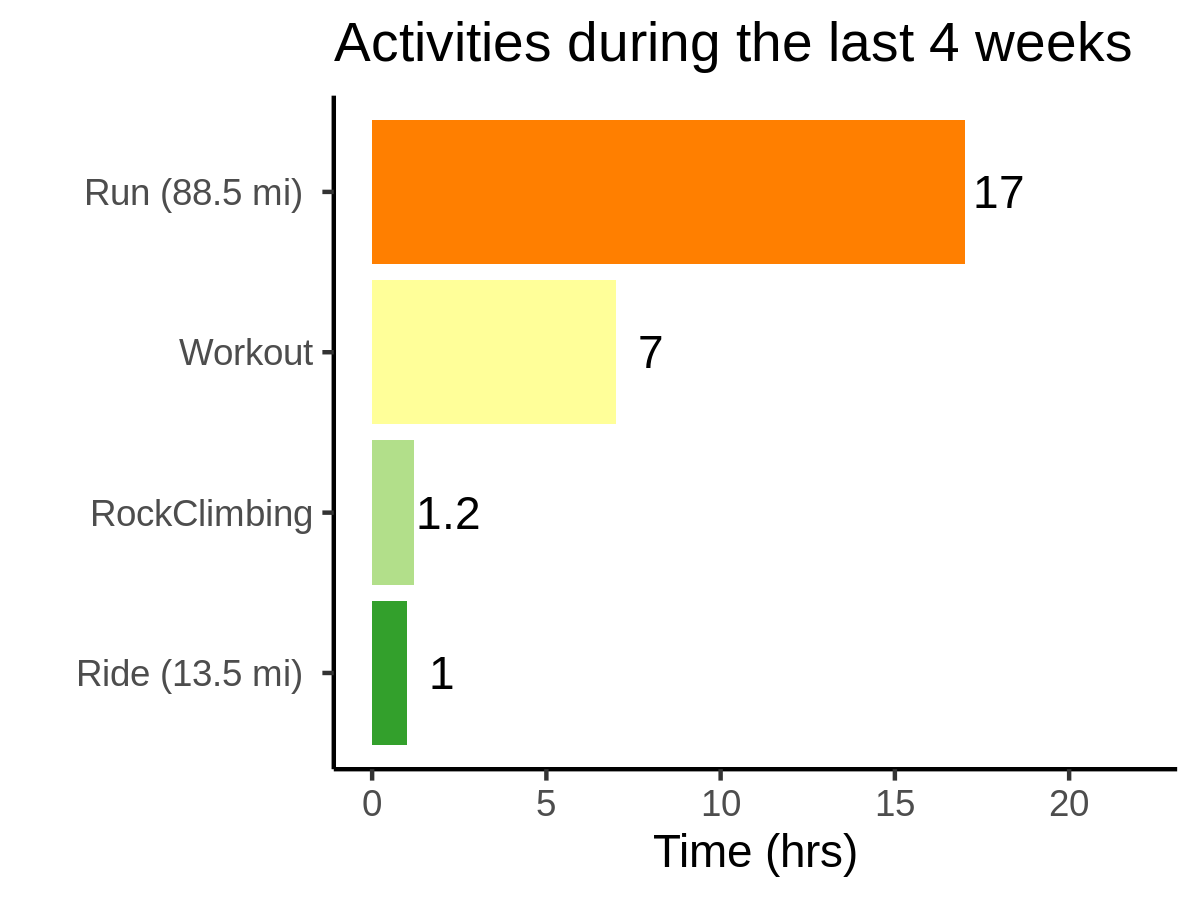 Activities during the last 4 weeks
Run (88.5 mi) 17
Workout 7
RockClimbing 1.2
Ride (13.5 mi) 1
0 5 10 15 20
Time (hrs)